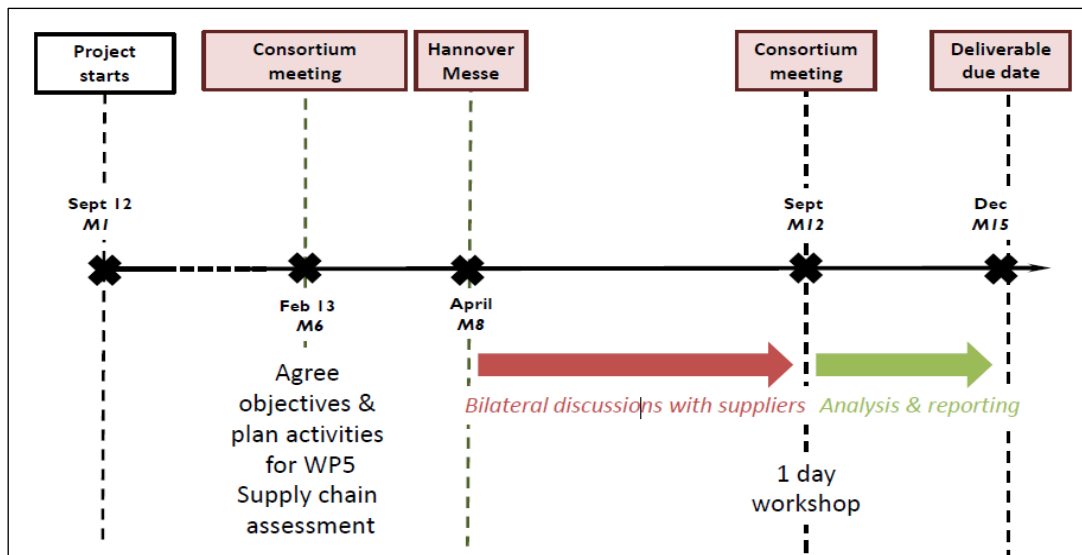 Project
starts
Consortium
meeting
Hannover
Messe
Consortium
meeting
Deliverable
due date
Sept 12
M1
Sept
M12
Dec
M15
Feb 13
M6
April
M8
Agree
objectives &
plan activities
for WP5
Supply chain
assessment
Bilateral discussions with suppliers
Analysis & reporting
1 day
workshop